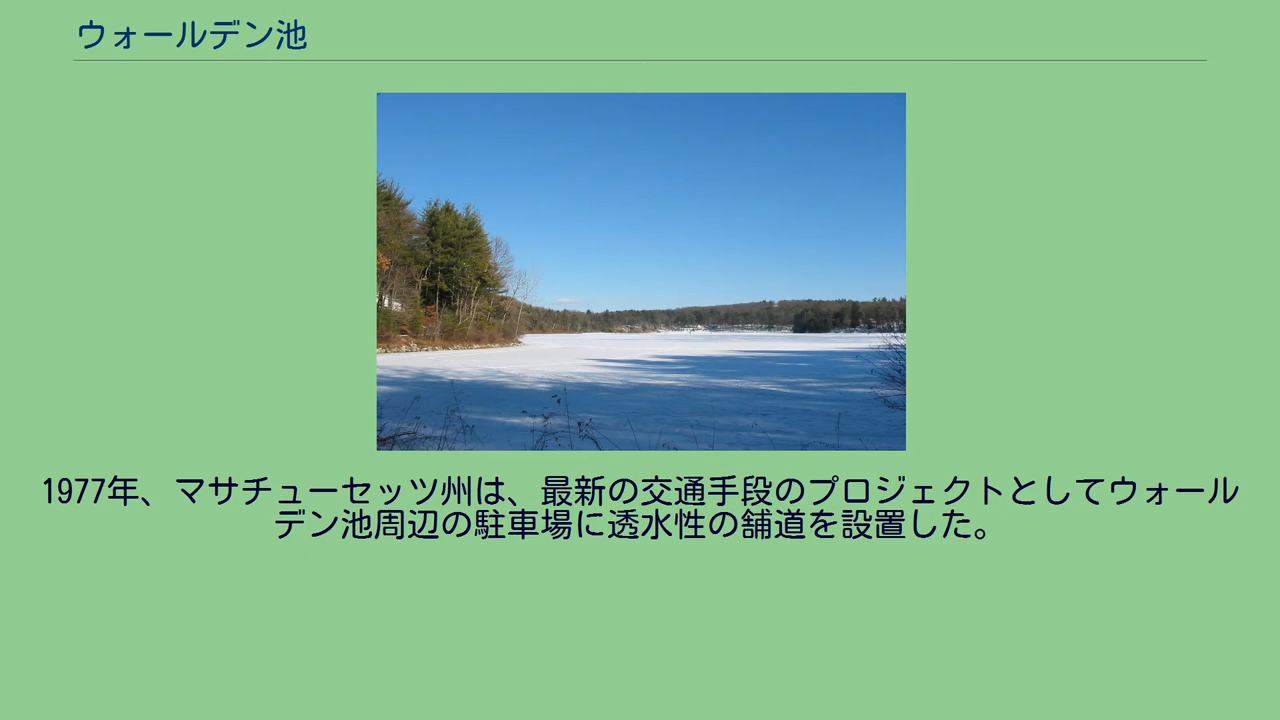 ウォールデン池
1977年、マサチューセッツ州は、最新の交通手段のプロジェクトとしてウォール
デン池周辺の駐車場に透水性の舗道を設置した。